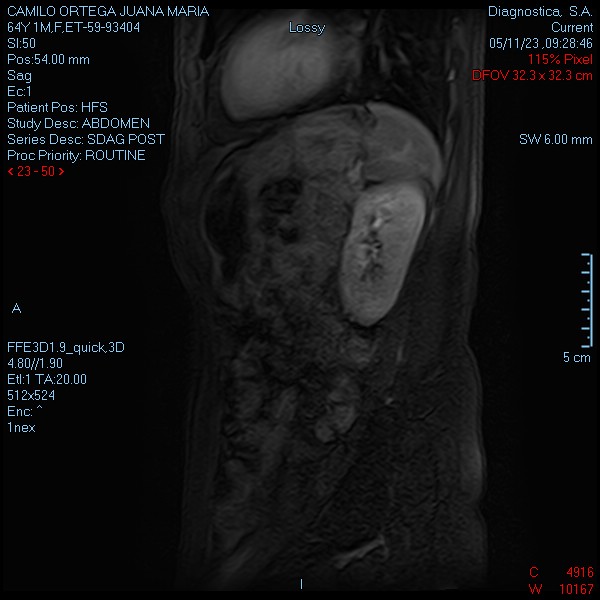 CAMILO ORTEGA JUANA MARIA
64Y 1M,F,ET-59-93404
SI:50
Pos:54.00 mm
Sag
Ec:1
Patient Pos: HFS
Study Desc: ABDOMEN
Series Desc: SDAG POST
Proc Priority: ROUTINE
< 23 - 50 >
Lossy
Diagnostica, S.A.
Current
05/11/23 ,09:28:46
115% Pixel
DFOV 32.3 x 32.3 cm
SW 6.00 mm
A
5 cm
FFE3D1.9_quick,3D
4.80//1.90
Etl:1 TA:20.00
512x524
Enc: ^
1nex
I
C 4916
W 10167